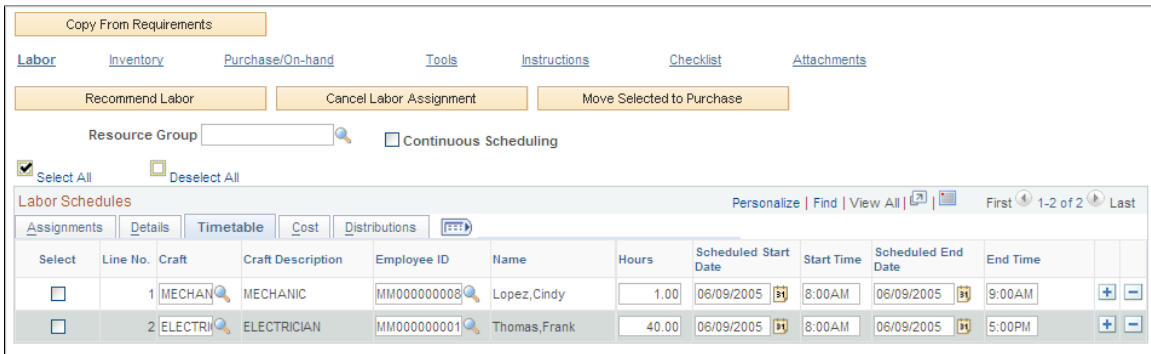 Copy From Requirements
Labor Inventory Purchase/On-hand Tools Instructions Checklist Attachments
Recommend Labor Cancel Labor Assignment Move Selected to Purchase
Resource Group Continuous Scheduling
Select All Deselect All
Labor Schedules Personalize | Find | View All | | First 1-2 of 2 Last
Assignments Details Timetable Cost Distributions
Select Line No. Craft Craft Description Employee ID Name Hours Scheduled Start Date Start Time Scheduled End Date End Time
1 MECHAN MECHANIC MM000000008 Lopez,Cindy 1.00 06/09/2005 31 8:00AM 06/09/2005 31 9:00AM
2 ELECTRI ELECTRICIAN MM000000001 Thomas,Frank 40.00 06/09/2005 31 8:00AM 06/09/2005 31 5:00PM